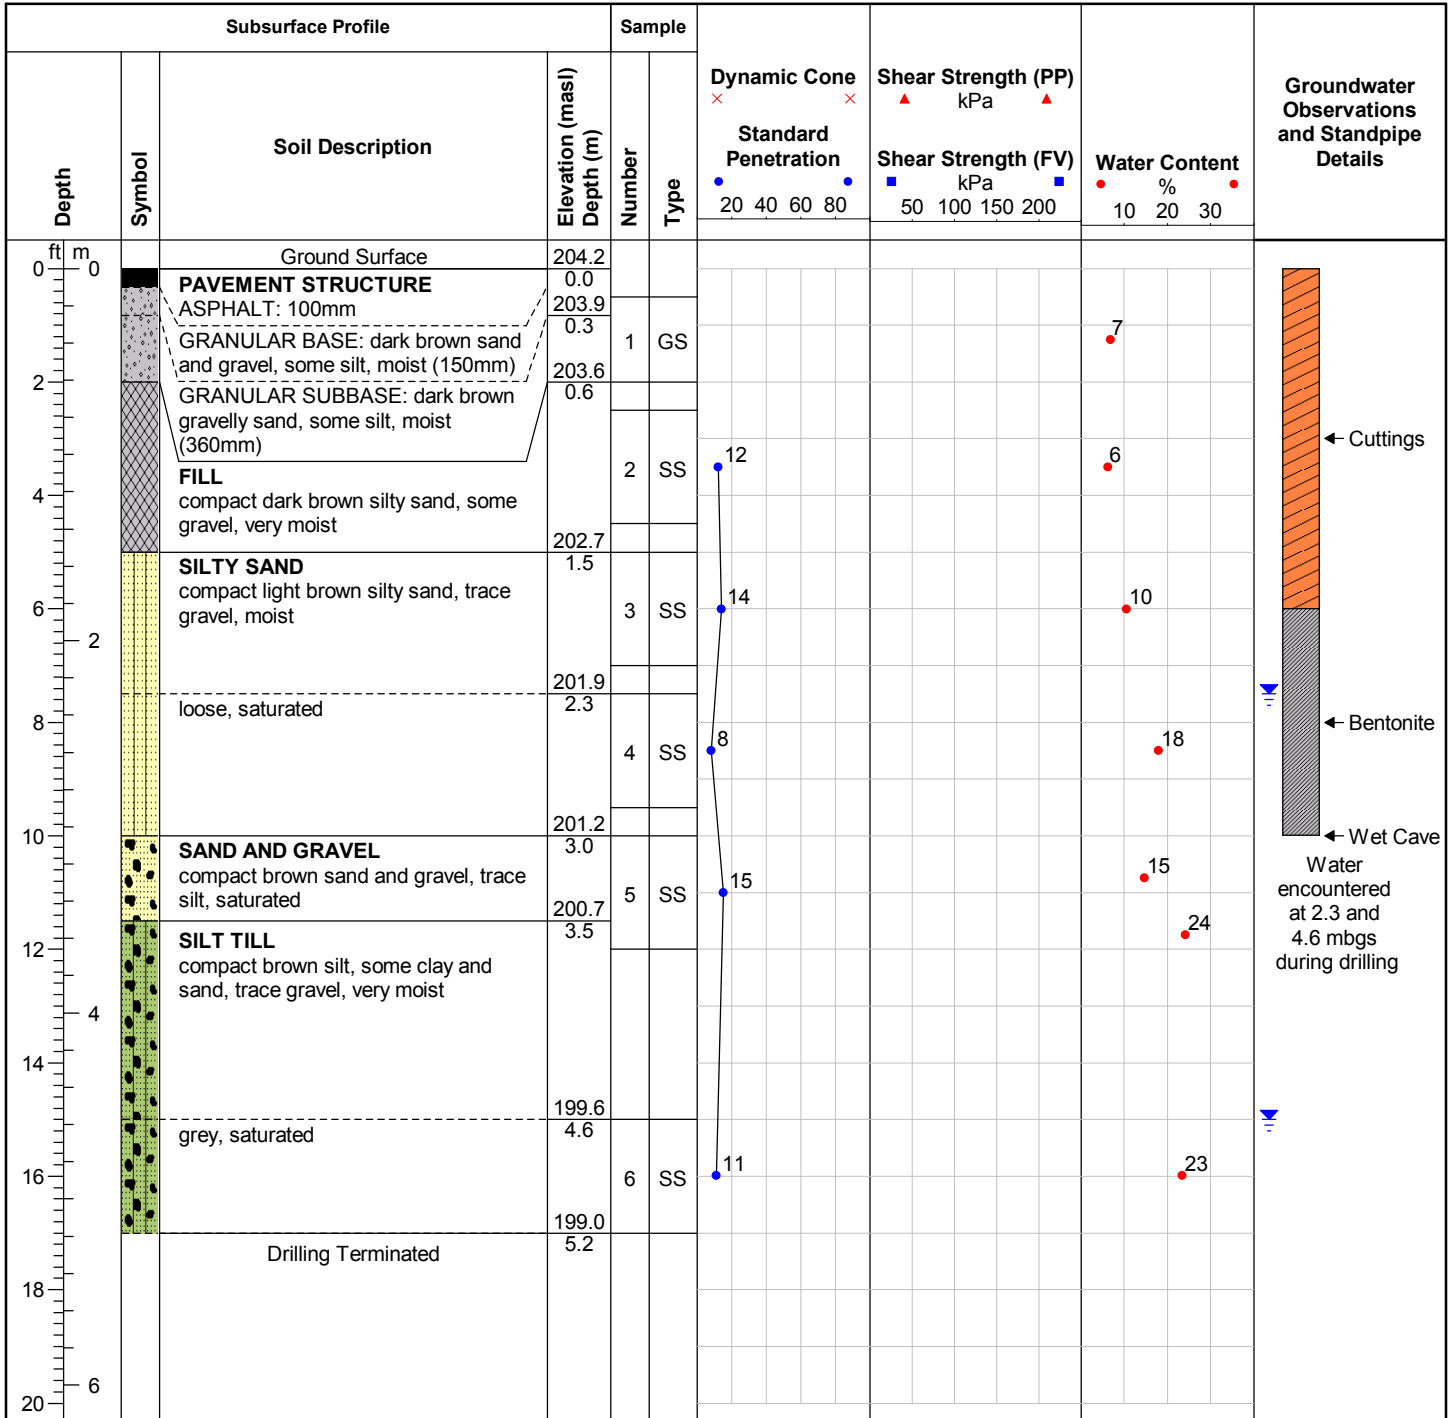 Subsurface Profile
Sample
Depth
Symbol
Soil Description
Elevation (masl)
Depth (m)
Number
Type
Dynamic Cone
Standard
Penetration
20 40 60 80
Shear Strength (PP)
kPa
Shear Strength (FV)
kPa
50 100 150 200
Water Content
%
10 20 30
Groundwater
Observations
and Standpipe
Details
ft m
Ground Surface
204.2
0 0
0.0
PAVEMENT STRUCTURE
ASPHALT: 100mm
203.9
0.3
GRANULAR BASE: dark brown sand
and gravel, some silt, moist (150mm)
1 GS
7
203.6
2
0.6
GRANULAR SUBBASE: dark brown
gravelly sand, some silt, moist
(360mm)
Cuttings
FILL
compact dark brown silty sand, some
gravel, very moist
2 SS
12
6
4
202.7
1.5
SILTY SAND
compact light brown silty sand, trace
gravel, moist
3 SS
14
10
6
2
201.9
2.3
loose, saturated
8
Bentonite
4 SS
8
18
201.2
10
3.0
Wet Cave
SAND AND GRAVEL
compact brown sand and gravel, trace
silt, saturated
5 SS
15
15
200.7
3.5
Water
encountered
at 2.3 and
4.6 mbgs
during drilling
24
12
SILT TILL
compact brown silt, some clay and
sand, trace gravel, very moist
4
14
199.6
4.6
grey, saturated
16
6 SS
11
23
199.0
5.2
Drilling Terminated
18
6
20